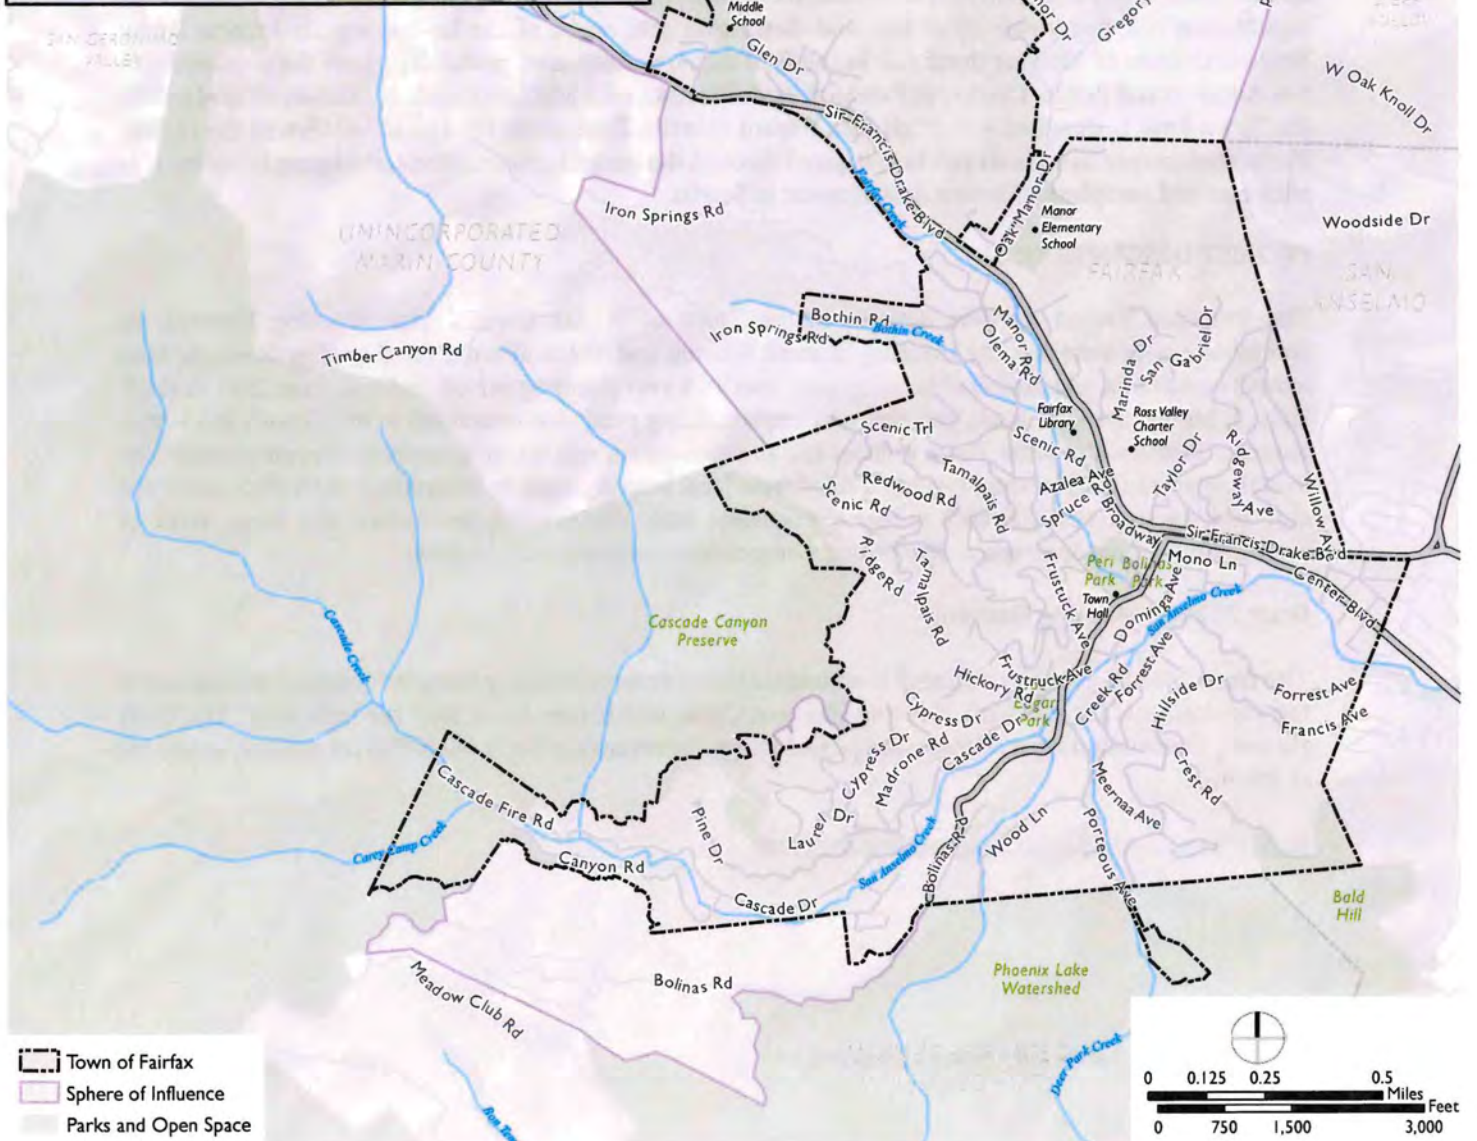 Middle
School
Glen Dr
Gregory
W Oak Knoll Dr
SAN GERONIMO
VALLEY
Sir Francis Drake Blvd
Fairfax Creek
Iron Springs Rd
Oak Manor Dr
Manor
Elementary
School
Woodside Dr
UNINCORPORATED
MARIN COUNTY
FAIRFAX
SAN
ANSELMO
Bothin Rd
Bothin Creek
Iron Springs Rd
Manor Rd
Olema Rd
Marinda Dr
San Gabriel Dr
Timber Canyon Rd
Fairfax
Library
Ross Valley
Charter
School
Scenic Trl
Scenic Rd
Tamalpais Rd
Redwood Rd
Scenic Rd
Azalea Ave
Spruce Rd
Taylor Dr
Ridgeway Ave
Willow Ave
Broadway
Sir Francis Drake Blvd
Mono Ln
Center Blvd
Ridge Rd
Tamalpais Rd
Frustuck Ave
Peri
Park
Bolinas
Park
Town
Hall
Dominga Ave
San Anselmo Creek
Cascade Canyon
Preserve
Cascade Creek
Frustruck Ave
Hickory Rd
Edgar
Park
Creek Rd
Forrest Ave
Hillside Dr
Forrest Ave
Francis Ave
Cypress Dr
Cypress Dr
Madrone Rd
Cascade Dr
Crest Rd
Meernaa Ave
Cascade Fire Rd
Carey Camp Creek
Canyon Rd
Pine Dr
Laurel Dr
San Anselmo Creek
Bolinas Rd
Wood Ln
Porteous Ave
Cascade Dr
Bald
Hill
Meadow Club Rd
Bolinas Rd
Phoenix Lake
Watershed
Deer Park Creek
Town of Fairfax
Sphere of Influence
Parks and Open Space
0 0.125 0.25 0.5
Miles
Feet
0 750 1,500 3,000